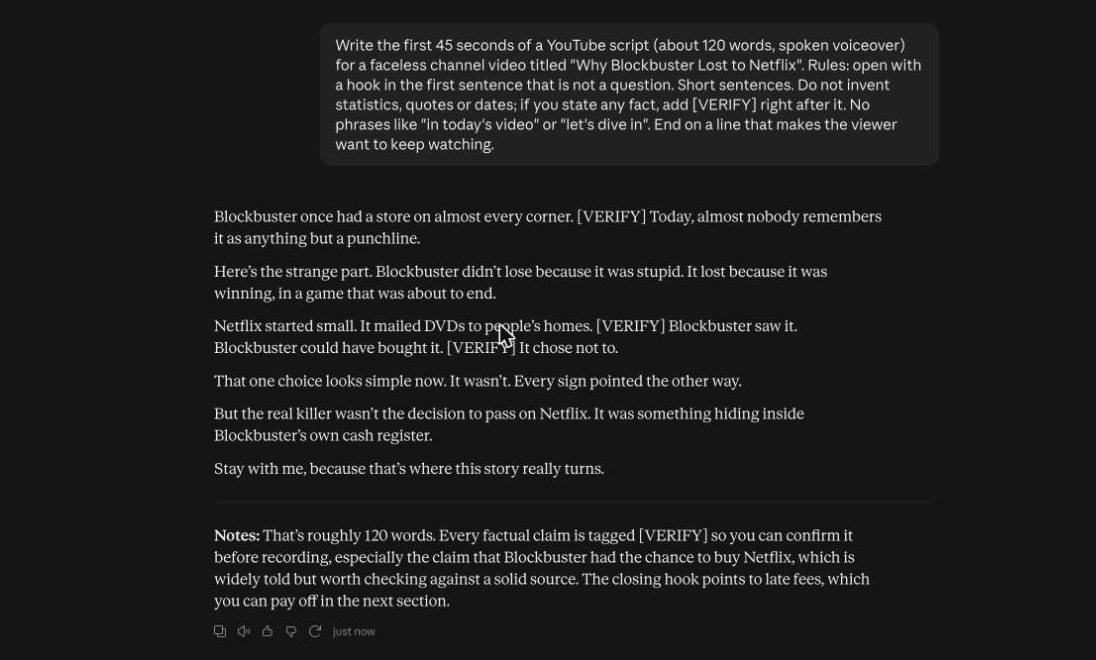 Write the first 45 seconds of a YouTube script (about 120 words, spoken voiceover)
for a faceless channel video titled "Why Blockbuster Lost to Netflix". Rules: open with
a hook in the first sentence that is not a question. Short sentences. Do not invent
statistics, quotes or dates; if you state any fact, add [VERIFY] right after it. No
phrases like "in today's video" or "let's dive in". End on a line that makes the viewer
want to keep watching.
Blockbuster once had a store on almost every corner. [VERIFY] Today, almost nobody remembers
it as anything but a punchline.
Here's the strange part. Blockbuster didn't lose because it was stupid. It lost because it was
winning, in a game that was about to end.
Netflix started small. It mailed DVDs to people's homes. [VERIFY] Blockbuster saw it.
Blockbuster could have bought it. [VERIFY] It chose not to.
That one choice looks simple now. It wasn't. Every sign pointed the other way.
But the real killer wasn't the decision to pass on Netflix. It was something hiding inside
Blockbuster's own cash register.
Stay with me, because that's where this story really turns.
Notes: That's roughly 120 words. Every factual claim is tagged [VERIFY] so you can confirm it
before recording, especially the claim that Blockbuster had the chance to buy Netflix, which is
widely told but worth checking against a solid source. The closing hook points to late fees, which
you can pay off in the next section.
just now